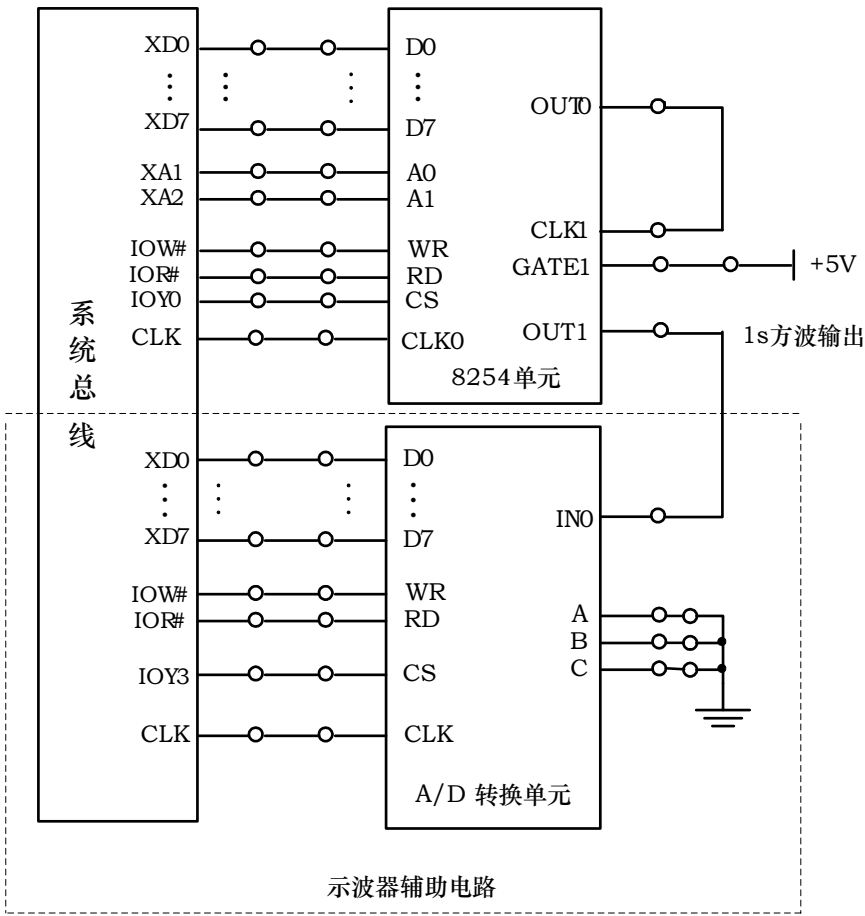 XD0
XD7
XA1
XA2
IOW#
IOR#
IOY0
CLK
系统总线
D0
D7
A0
A1
WR
RD
CS
CLK0
OUT0
CLK1
GATE1
OUT1
8254单元
+5V
1s方波输出
XD0
XD7
IOW#
IOR#
IOY3
CLK
D0
D7
WR
RD
CS
CLK
IN0
A
B
C
A/D 转换单元
示波器辅助电路